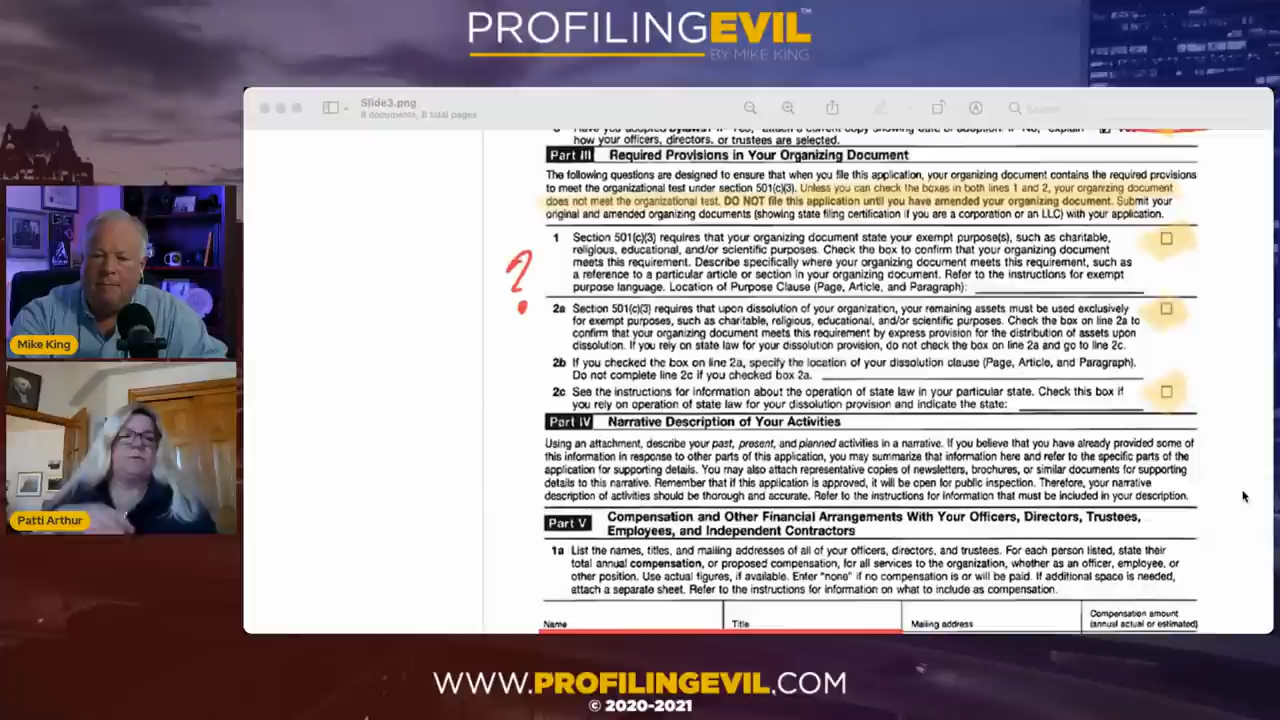 PROFILINGEVIL™
BY MIKE KING
Slide3.png
8 documents, 8 total pages
Search
how your officers, directors, or trustees are selected.
Part III Required Provisions in Your Organizing Document
The following questions are designed to ensure that when you file this application, your organizing document contains the required provisions
to meet the organizational test under section 501(c)(3). Unless you can check the boxes in both lines 1 and 2, your organizing document
does not meet the organizational test. DO NOT file this application until you have amended your organizing document. Submit your
original and amended organizing documents (showing state filing certification if you are a corporation or an LLC) with your application.
1 Section 501(c)(3) requires that your organizing document state your exempt purpose(s), such as charitable,
religious, educational, and/or scientific purposes. Check the box to confirm that your organizing document
meets this requirement. Describe specifically where your organizing document meets this requirement, such as
a reference to a particular article or section in your organizing document. Refer to the instructions for exempt
purpose language. Location of Purpose Clause (Page, Article, and Paragraph):
?
2a Section 501(c)(3) requires that upon dissolution of your organization, your remaining assets must be used exclusively
for exempt purposes, such as charitable, religious, educational, and/or scientific purposes. Check the box on line 2a to
confirm that your organizing document meets this requirement by express provision for the distribution of assets upon
dissolution. If you rely on state law for your dissolution provision, do not check the box on line 2a and go to line 2c.
2b If you checked the box on line 2a, specify the location of your dissolution clause (Page, Article, and Paragraph).
Do not complete line 2c if you checked box 2a.
2c See the instructions for information about the operation of state law in your particular state. Check this box if
you rely on operation of state law for your dissolution provision and indicate the state:
Part IV Narrative Description of Your Activities
Using an attachment, describe your past, present, and planned activities in a narrative. If you believe that you have already provided some of
this information in response to other parts of this application, you may summarize that information here and refer to the specific parts of the
application for supporting details. You may also attach representative copies of newsletters, brochures, or similar documents for supporting
details to this narrative. Remember that if this application is approved, it will be open for public inspection. Therefore, your narrative
description of activities should be thorough and accurate. Refer to the instructions for information that must be included in your description.
Part V Compensation and Other Financial Arrangements With Your Officers, Directors, Trustees,
Employees, and Independent Contractors
1a List the names, titles, and mailing addresses of all of your officers, directors, and trustees. For each person listed, state their
total annual compensation, or proposed compensation, for all services to the organization, whether as an officer, employee, or
other position. Use actual figures, if available. Enter "none" if no compensation is or will be paid. If additional space is needed,
attach a separate sheet. Refer to the instructions for information on what to include as compensation.
Name Title Mailing address Compensation amount
(annual actual or estimated)
Mike King
Patti Arthur
WWW.PROFILINGEVIL.COM
© 2020-2021